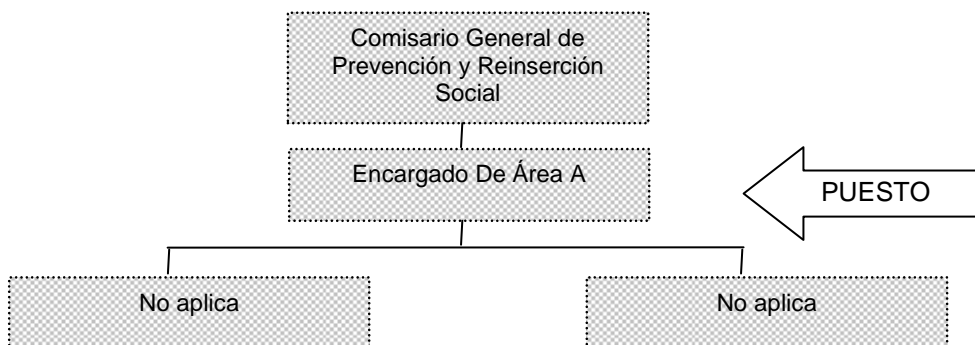 Comisario General de
Prevención y Reinserción
Social
Encargado De Área A
PUESTO
No aplica
No aplica